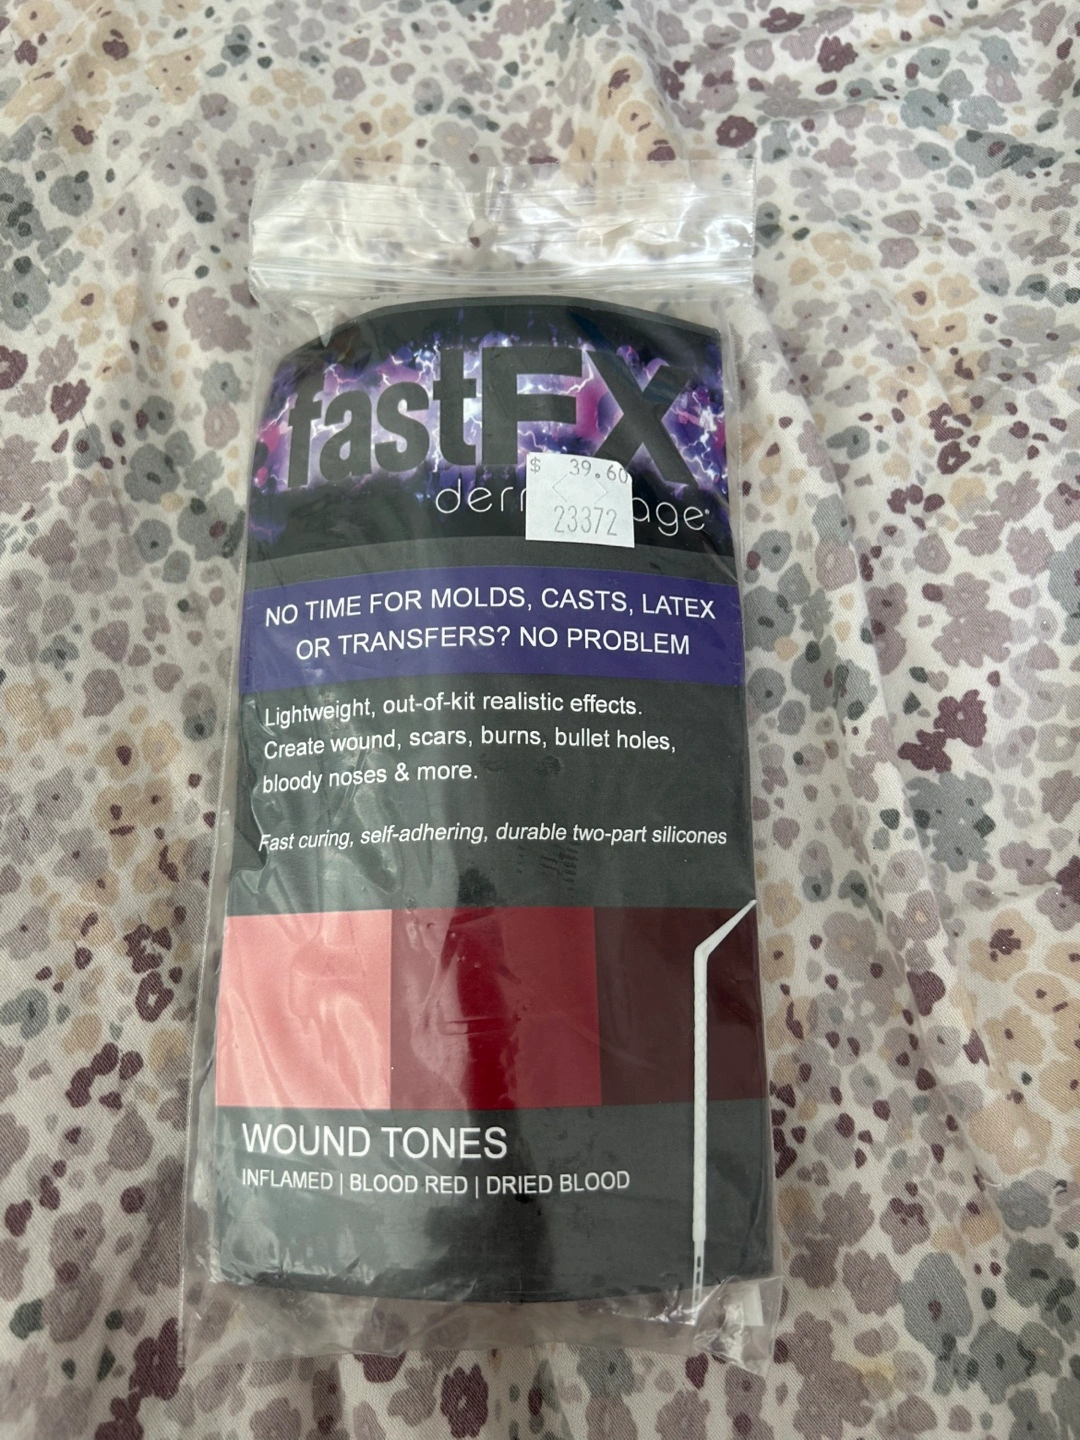 fastFX
$ 39.60
23372
NO TIME FOR MOLDS, CASTS, LATEX
OR TRANSFERS? NO PROBLEM
Lightweight, out-of-kit realistic effects.
Create wound, scars, burns, bullet holes,
bloody noses & more.
Fast curing, self-adhering, durable two-part silicones
WOUND TONES
INFLAMED | BLOOD RED | DRIED BLOOD